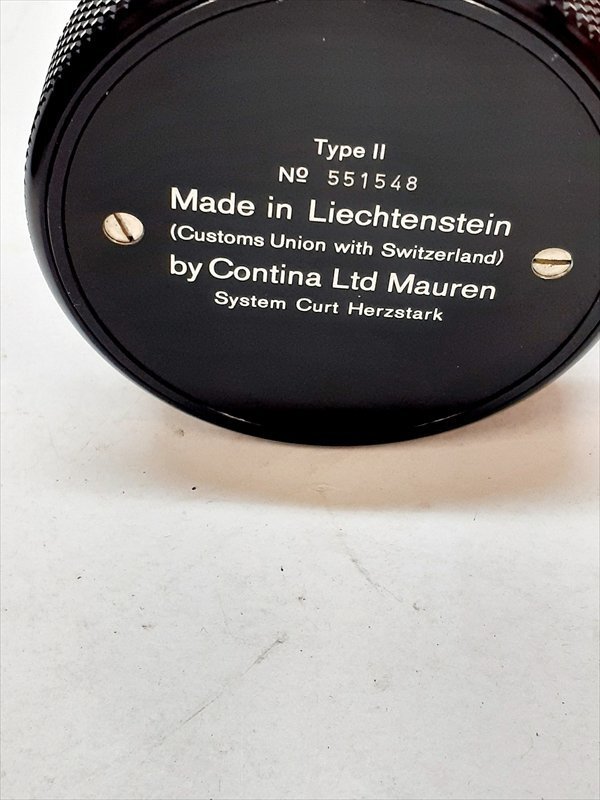 Type II
Nº 551548
Made in Liechtenstein
(Customs Union with Switzerland)
by Contina Ltd Mauren
System Curt Herzstark